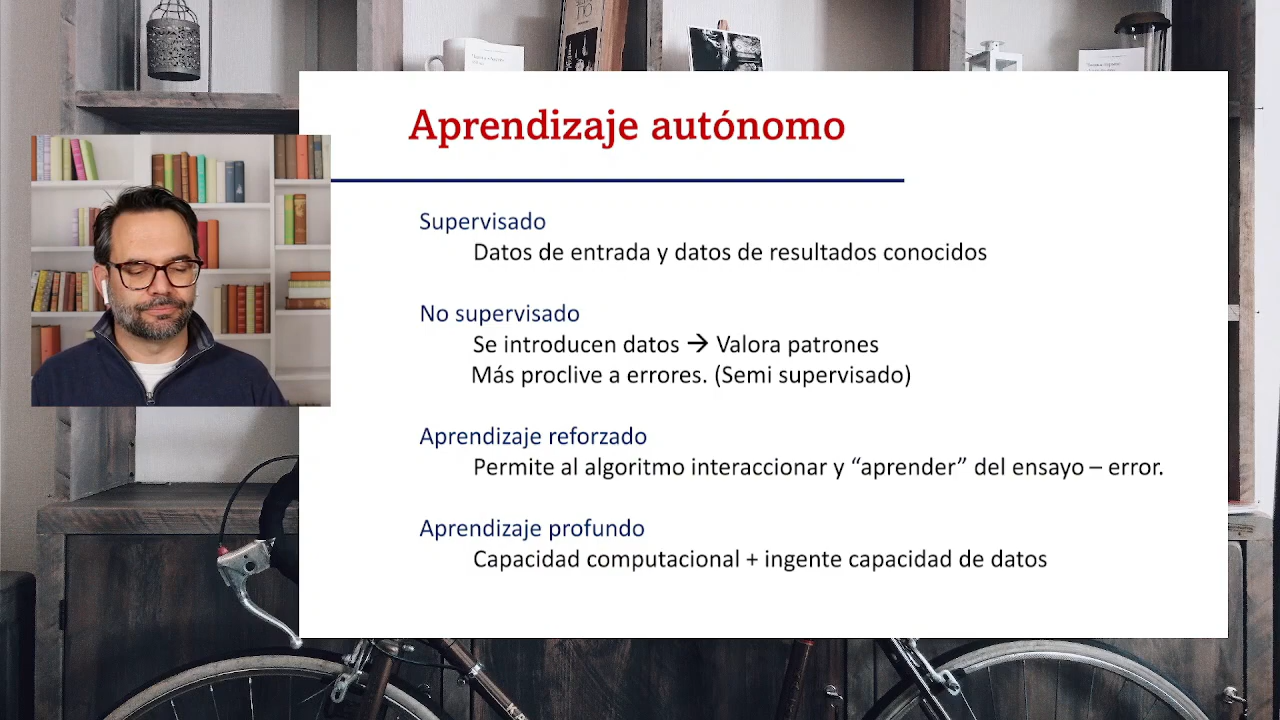 Aprendizaje autónomo
Supervisado
Datos de entrada y datos de resultados conocidos
No supervisado
Se introducen datos → Valora patrones
Más proclive a errores. (Semi supervisado)
Aprendizaje reforzado
Permite al algoritmo interaccionar y “aprender” del ensayo – error.
Aprendizaje profundo
Capacidad computacional + ingente capacidad de datos